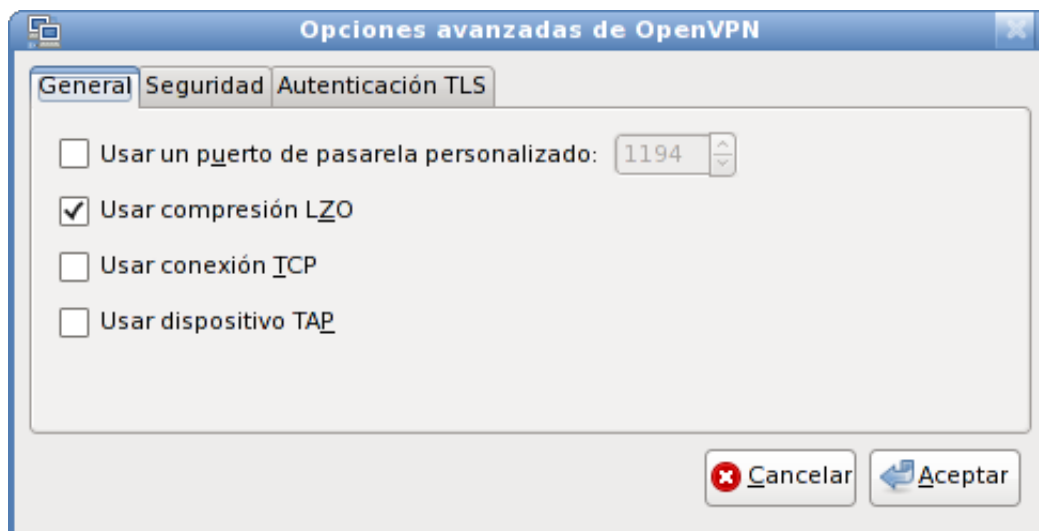 Opciones avanzadas de OpenVPN
General Seguridad Autenticación TLS
Usar un puerto de pasarela personalizado: 1194
Usar compresión LZO
Usar conexión TCP
Usar dispositivo TAP
Cancelar Aceptar